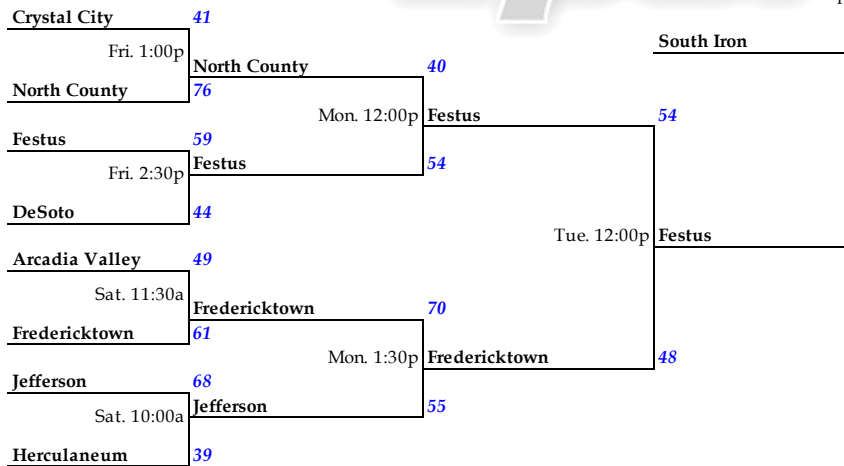 Crystal City 41
Fri. 1:00p
North County 40
North County 76
Mon. 12:00p
Festus 54
Festus 59
Fri. 2:30p
Festus 54
DeSoto 44
South Iron
Tue. 12:00p
Festus
Arcadia Valley 49
Sat. 11:30a
Fredericktown 70
Fredericktown 61
Mon. 1:30p
Fredericktown 48
Jefferson 68
Sat. 10:00a
Jefferson 55
Herculaneum 39